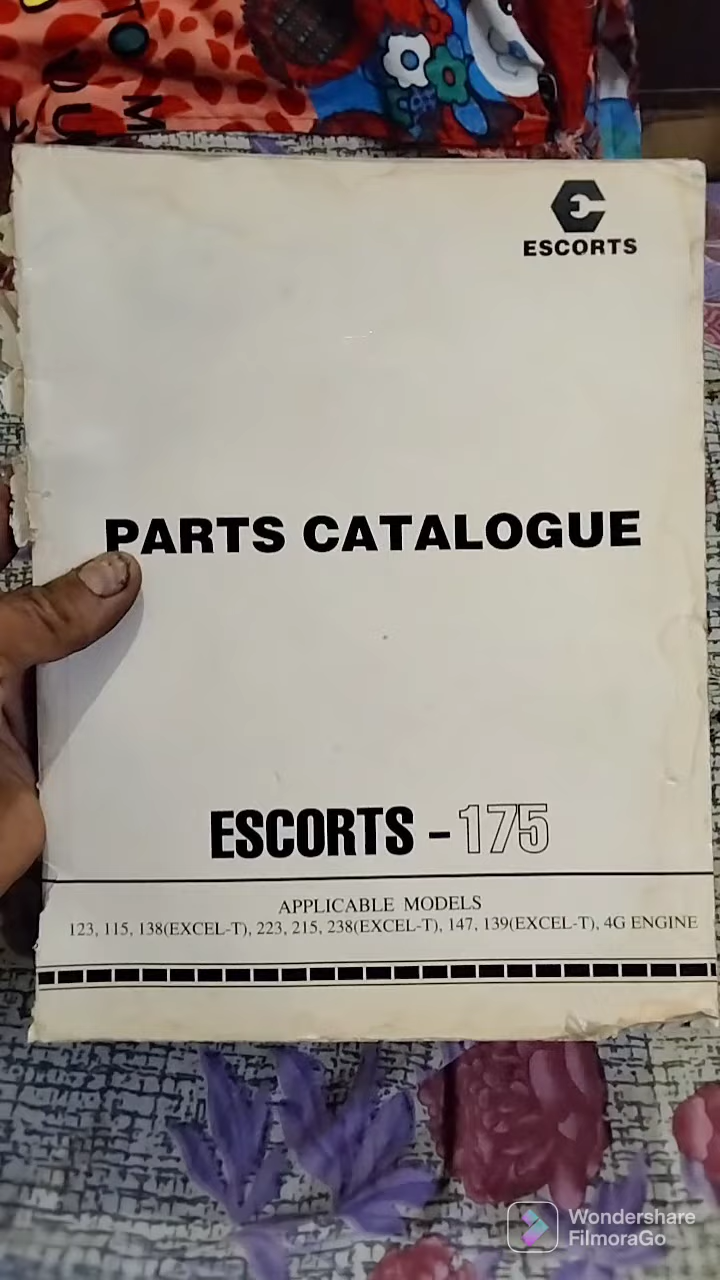 TO
M
ESCORTS
PARTS CATALOGUE
ESCORTS - 175
APPLICABLE MODELS
123, 115, 138(EXCEL-T), 223, 215, 238(EXCEL-T), 147, 139(EXCEL-T), 4G ENGINE
Wondershare
FilmoraGo